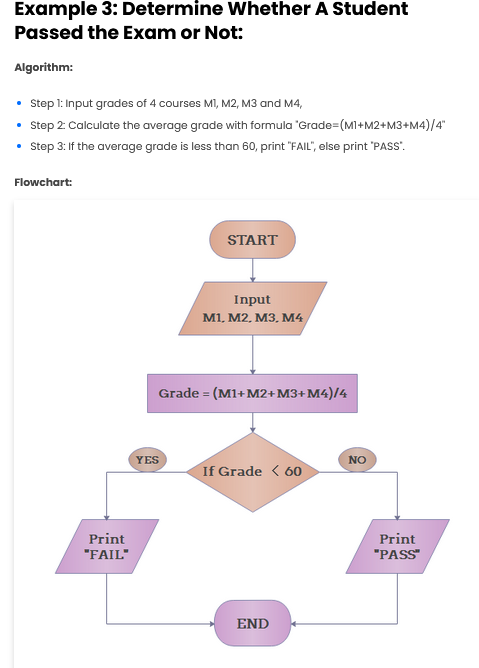 Example 3: Determine Whether A Student
Passed the Exam or Not:
Algorithm:
Step 1: Input grades of 4 courses M1, M2, M3 and M4,
Step 2: Calculate the average grade with formula "Grade=(M1+M2+M3+M4)/4"
Step 3: If the average grade is less than 60, print "FAIL", else print "PASS".
Flowchart:
START
Input
M1, M2, M3, M4
Grade = (M1+M2+M3+M4)/4
YES
NO
If Grade < 60
Print
"FAIL"
Print
"PASS"
END